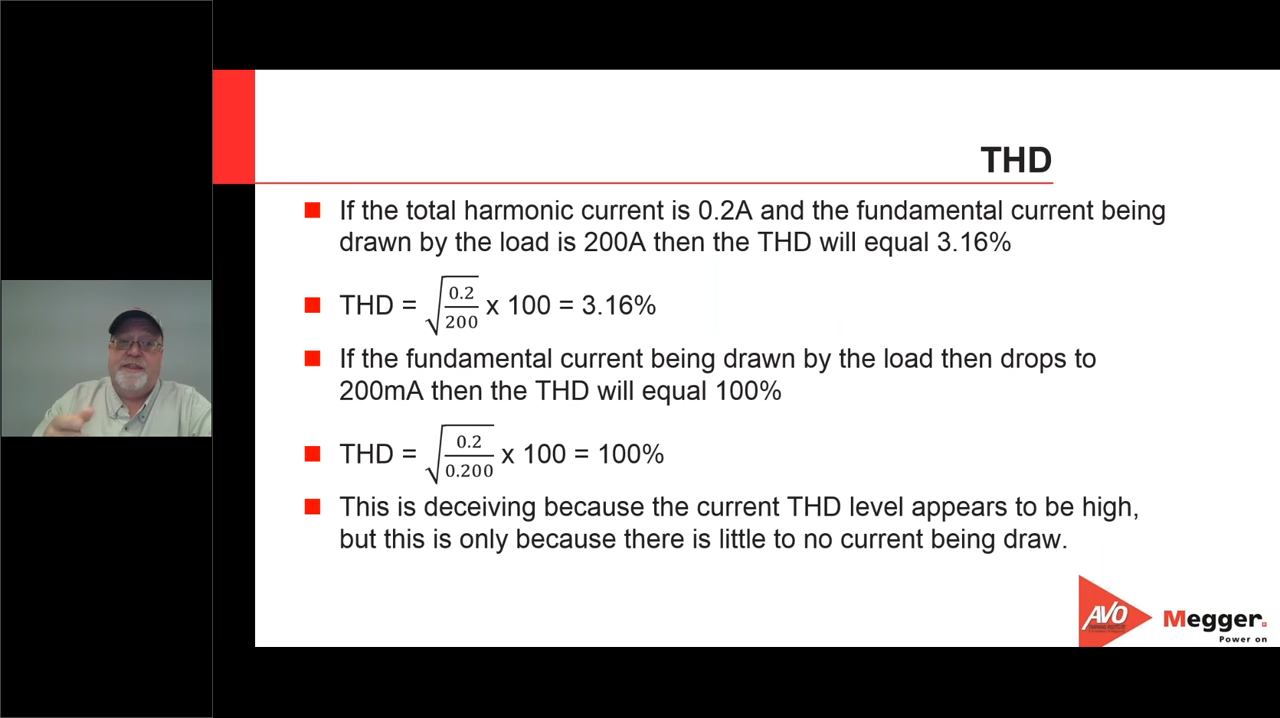 THD
If the total harmonic current is 0.2A and the fundamental current being
drawn by the load is 200A then the THD will equal 3.16%
THD = √(0.2/200) x 100 = 3.16%
If the fundamental current being drawn by the load then drops to
200mA then the THD will equal 100%
THD = √(0.2/0.200) x 100 = 100%
This is deceiving because the current THD level appears to be high,
but this is only because there is little to no current being draw.
AVO
Megger.
Power on